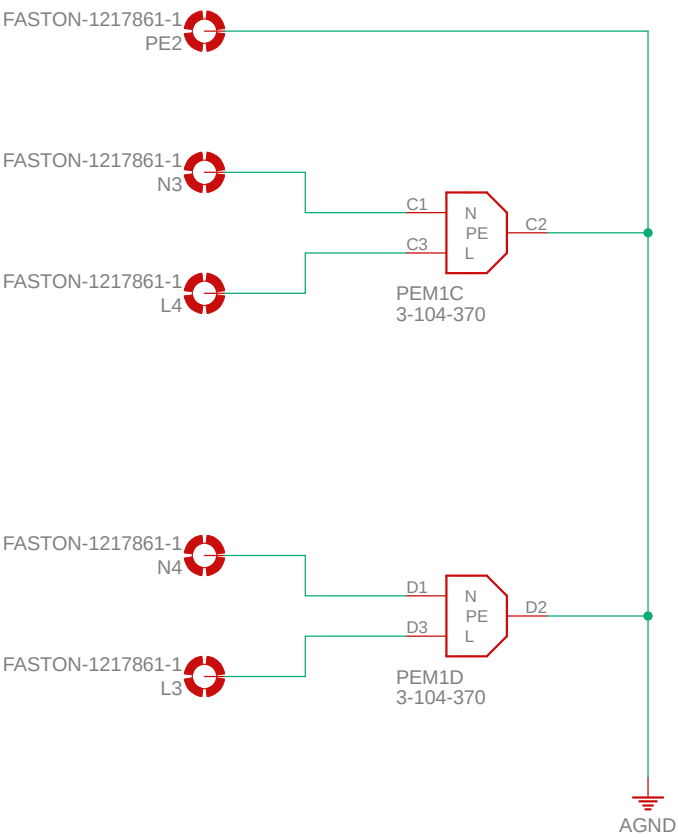 FASTON-1217861-1
PE2
FASTON-1217861-1
N3
C1
N
C2
PE
C3
L
FASTON-1217861-1
L4
PEM1C
3-104-370
FASTON-1217861-1
N4
D1
N
D2
PE
D3
L
FASTON-1217861-1
L3
PEM1D
3-104-370
AGND